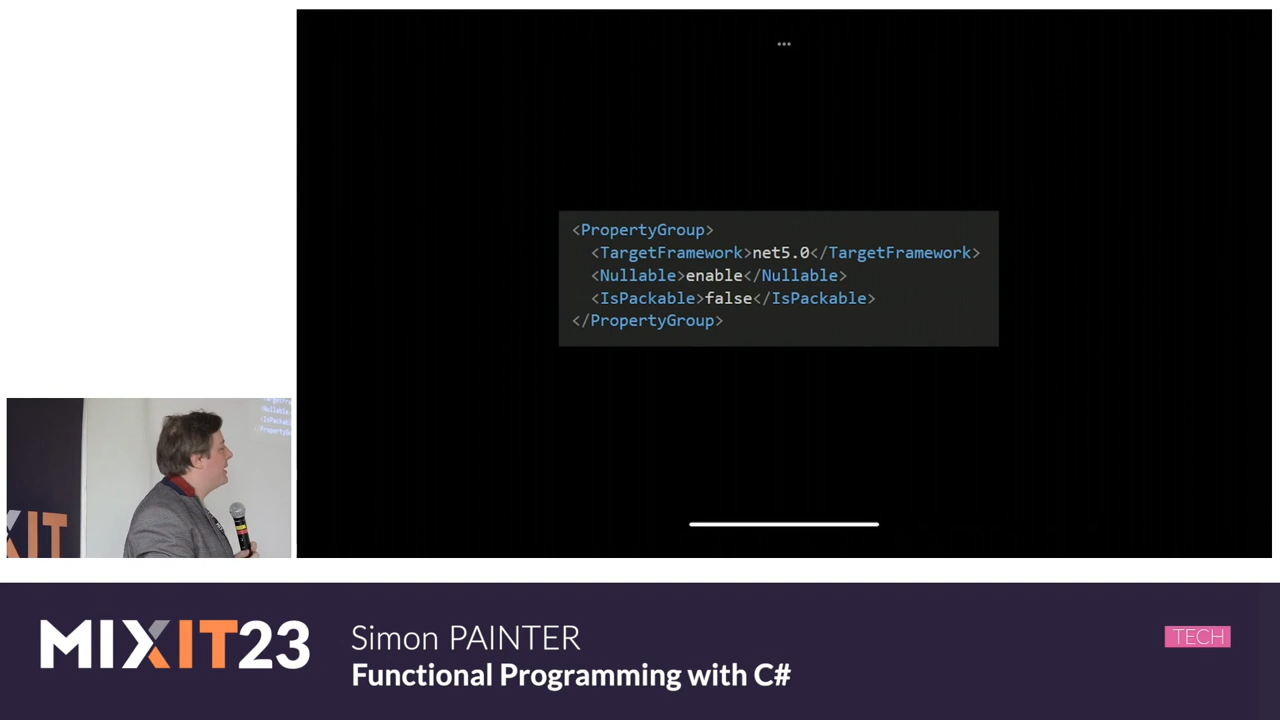 ...
<PropertyGroup>
<TargetFramework>net5.0</TargetFramework>
<Nullable>enable</Nullable>
<IsPackable>false</IsPackable>
</PropertyGroup>
XIT
MIXIT23
Simon PAINTER
Functional Programming with C#
TECH